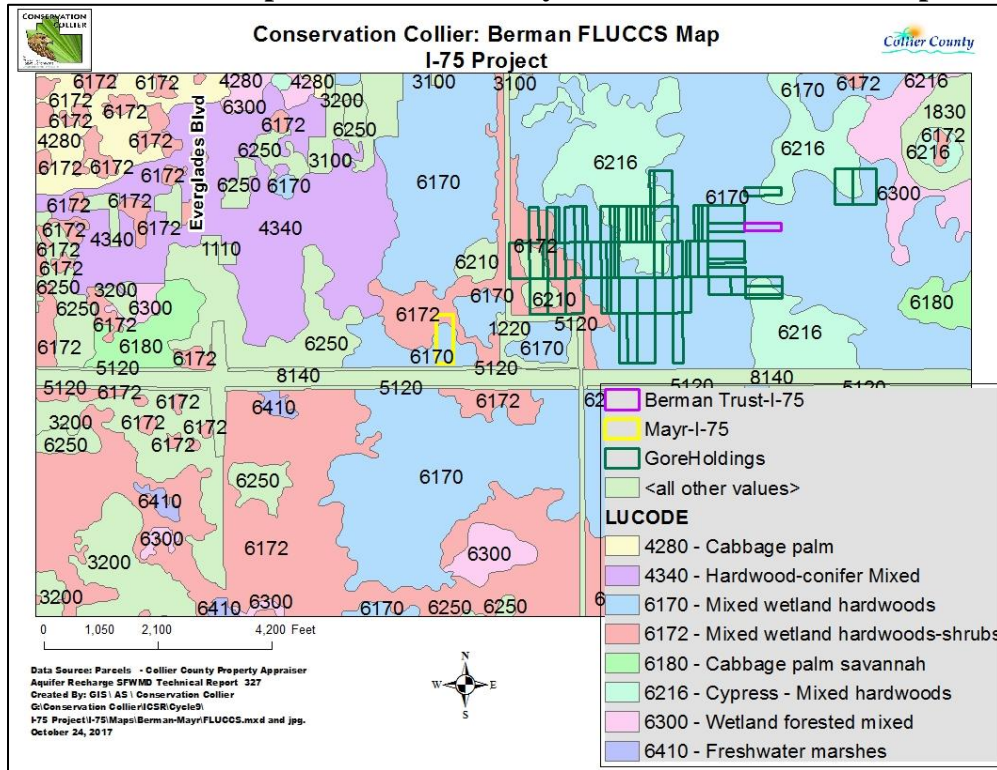 CONSERVATION
COLLIER
Conservation Collier: Berman FLUCCS Map
I-75 Project
Collier County
6172 6172 4280 4280 3100 3100 6170 6172 6216
6172 6172 6300 3200 1830
6172 6172 6250
4280 6172 6250 3100 6216 6216 6172
6172 6172 6172 6250 6170 6170 6170 6216
6300
Everglades Blvd
6172 6172
6172 4340 6172 4340 6172
6172 1110
6172 6210
6250 3200 6170 6210
6250 6300 6172 6180
6172 1220 5120 6216
6172 6180 6172 6250 6170 6170
5120 8140 5120 5120 8140 5120
6172 6172 6410 6172
3200 6172 6172
6250 6172
6250 6170
6410
6300 6172 6300
3200
3200 6410 6300 6170 6250 6250
Berman Trust-I-75
Mayr-I-75
GoreHoldings
<all other values>
LUCODE
4280 - Cabbage palm
4340 - Hardwood-conifer Mixed
6170 - Mixed wetland hardwoods
6172 - Mixed wetland hardwoods-shrubs
6180 - Cabbage palm savannah
6216 - Cypress - Mixed hardwoods
6300 - Wetland forested mixed
6410 - Freshwater marshes
0 1,050 2,100 4,200 Feet
Data Source: Parcels - Collier County Property Appraiser
Aquifer Recharge SFWMD Technical Report 327
Created By: GIS \ AS \ Conservation Collier
G:\Conservation Collier\ICSR\Cycle9\
I-75 Project\I-75\Maps\Berman-Mayr\FLUCCS.mxd and jpg.
October 24, 2017
N
W E
S